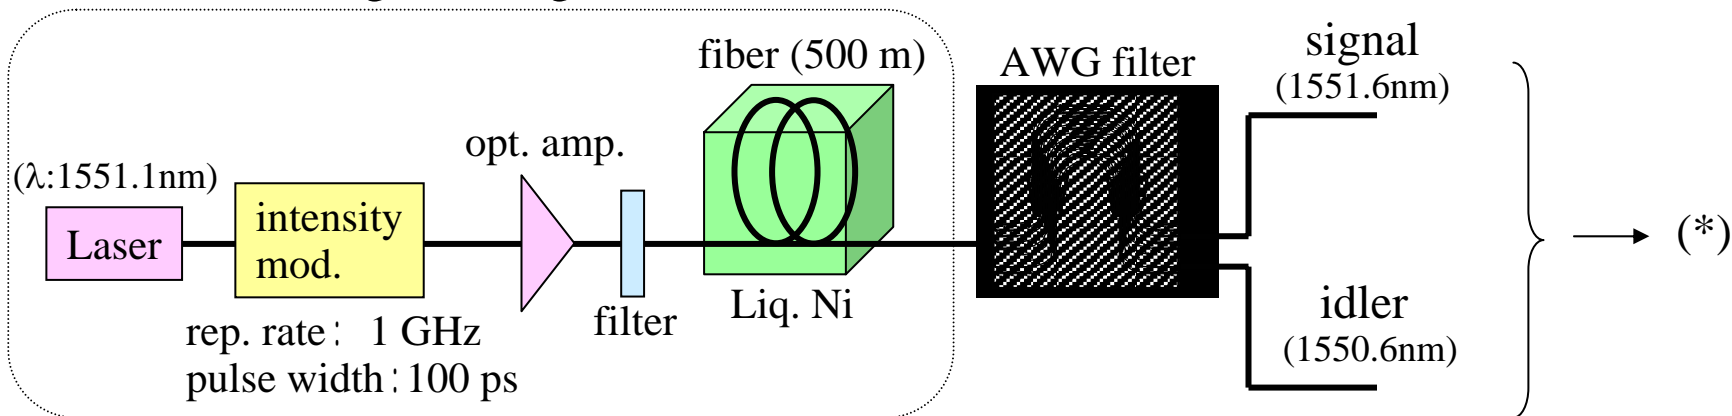 fiber (500 m)
AWG filter
signal
(1551.6nm)
opt. amp.
(λ:1551.1nm)
Laser
intensity
mod.
filter
Liq. Ni
idler
(1550.6nm)
rep. rate： 1 GHz
pulse width：100 ps
(*)